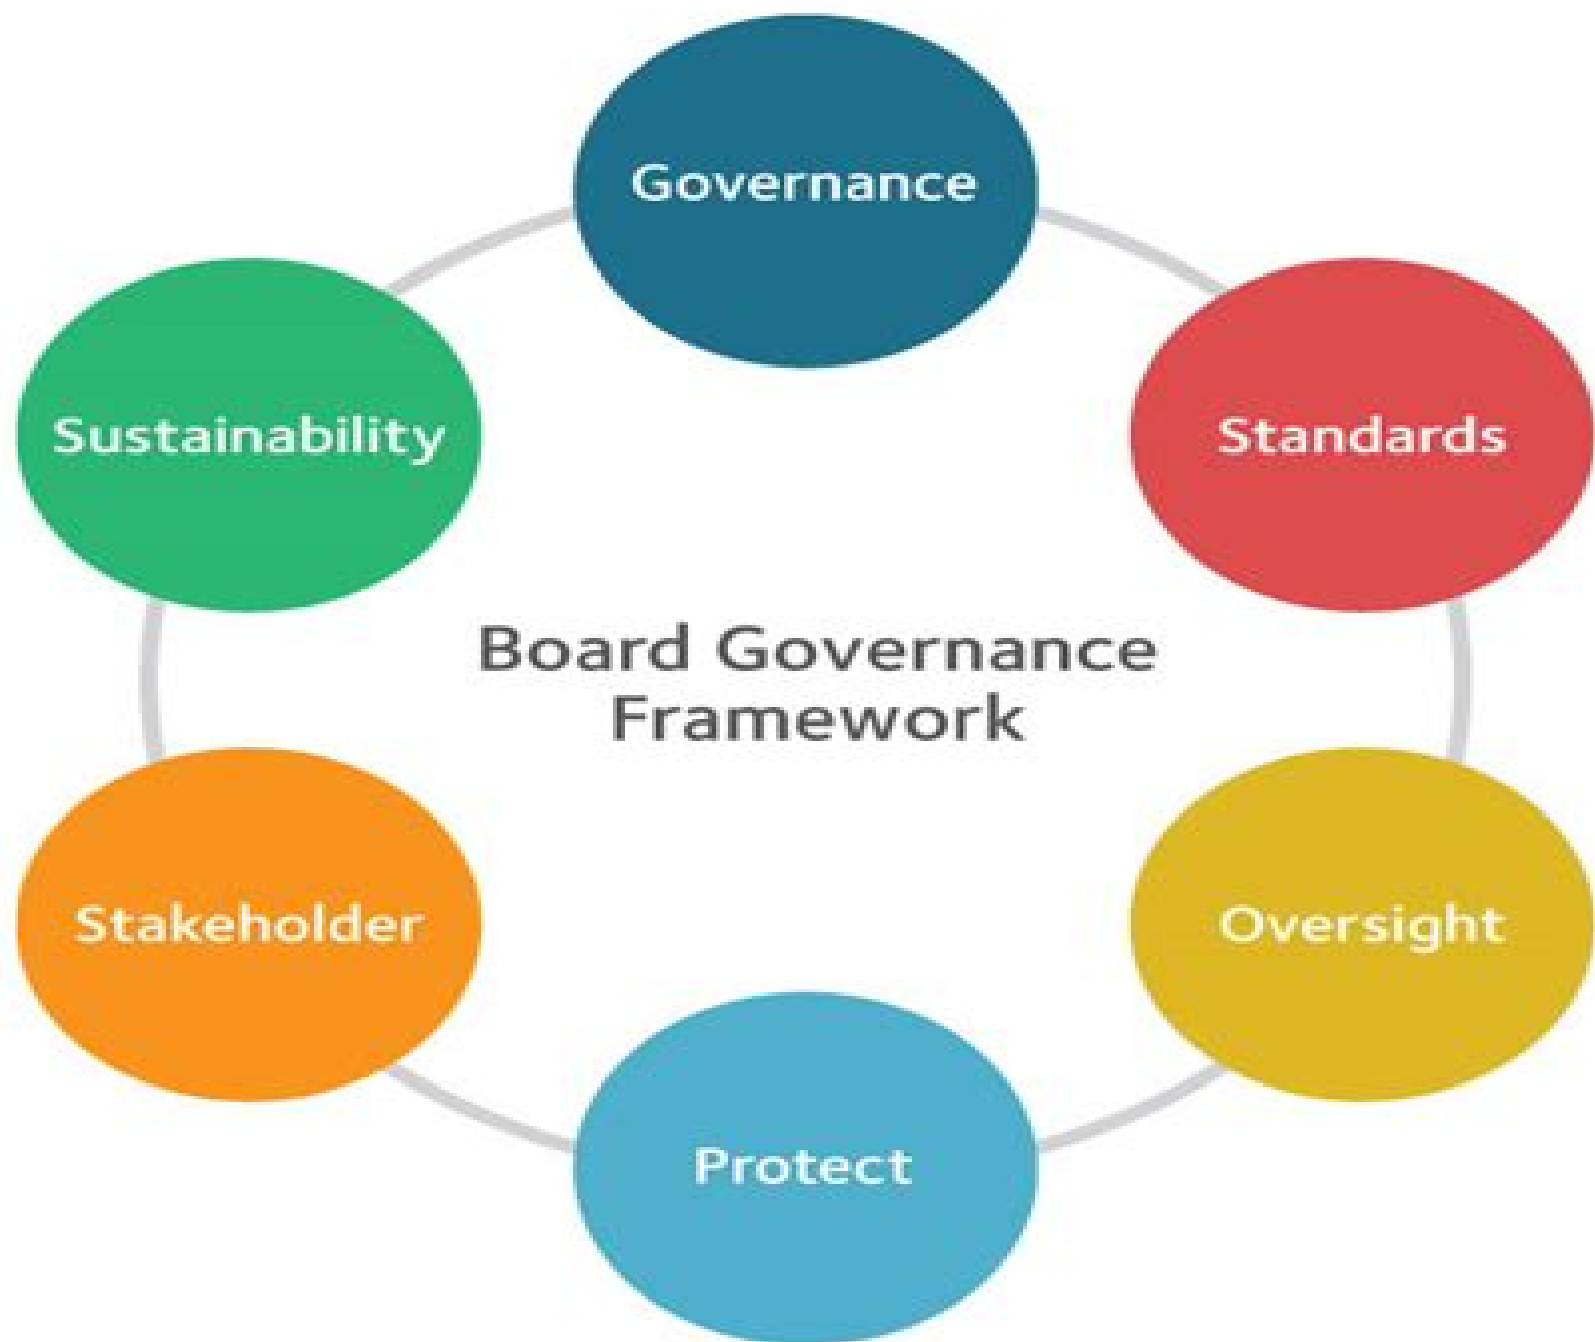 Governance
Sustainability
Standards
Board Governance
Framework
Stakeholder
Oversight
Protect